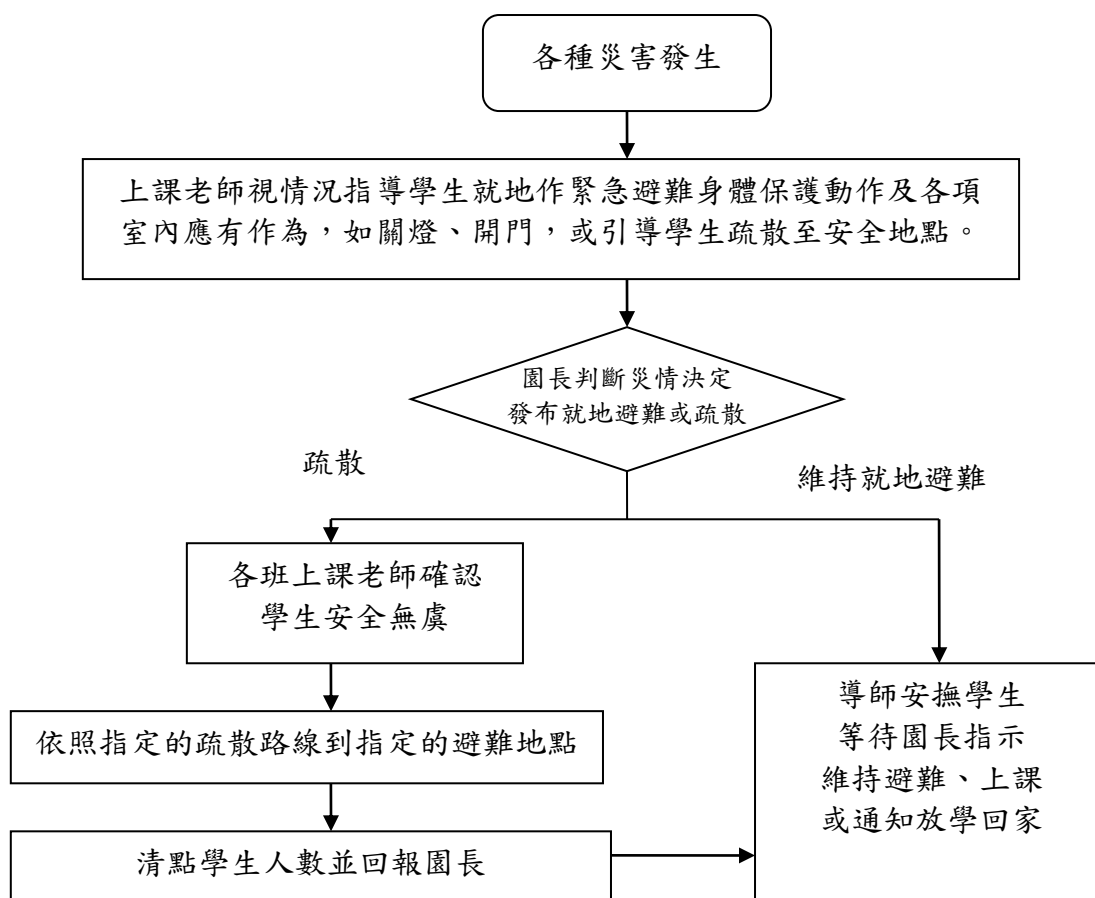 各種災害發生
上課老師視情況指導學生就地作緊急避難身體保護動作及各項
室內應有作為，如關燈、開門，或引導學生疏散至安全地點。
園長判斷災情決定
發布就地避難或疏散
疏散
維持就地避難
各班上課老師確認
學生安全無虞
依照指定的疏散路線到指定的避難地點
清點學生人數並回報園長
導師安撫學生
等待園長指示
維持避難、上課
或通知放學回家